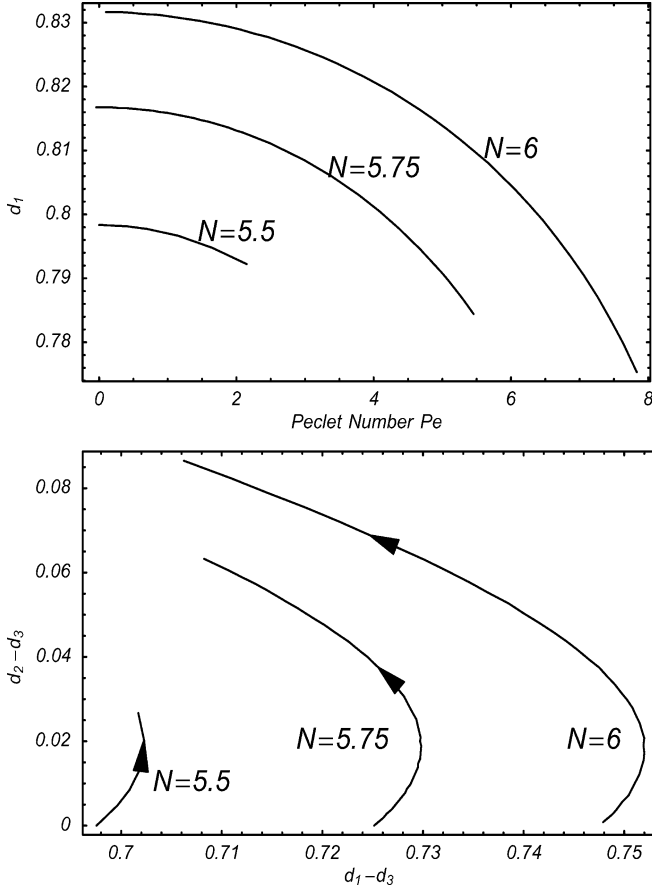 0.83
0.82
0.81
0.8
0.79
0.78
d1
N=6
N=5.75
N=5.5
0 2 4 6 8
Peclet Number Pe
0.08
0.06
0.04
0.02
0
d2−d3
N=5.75
N=6
N=5.5
0.7 0.71 0.72 0.73 0.74 0.75
d1−d3